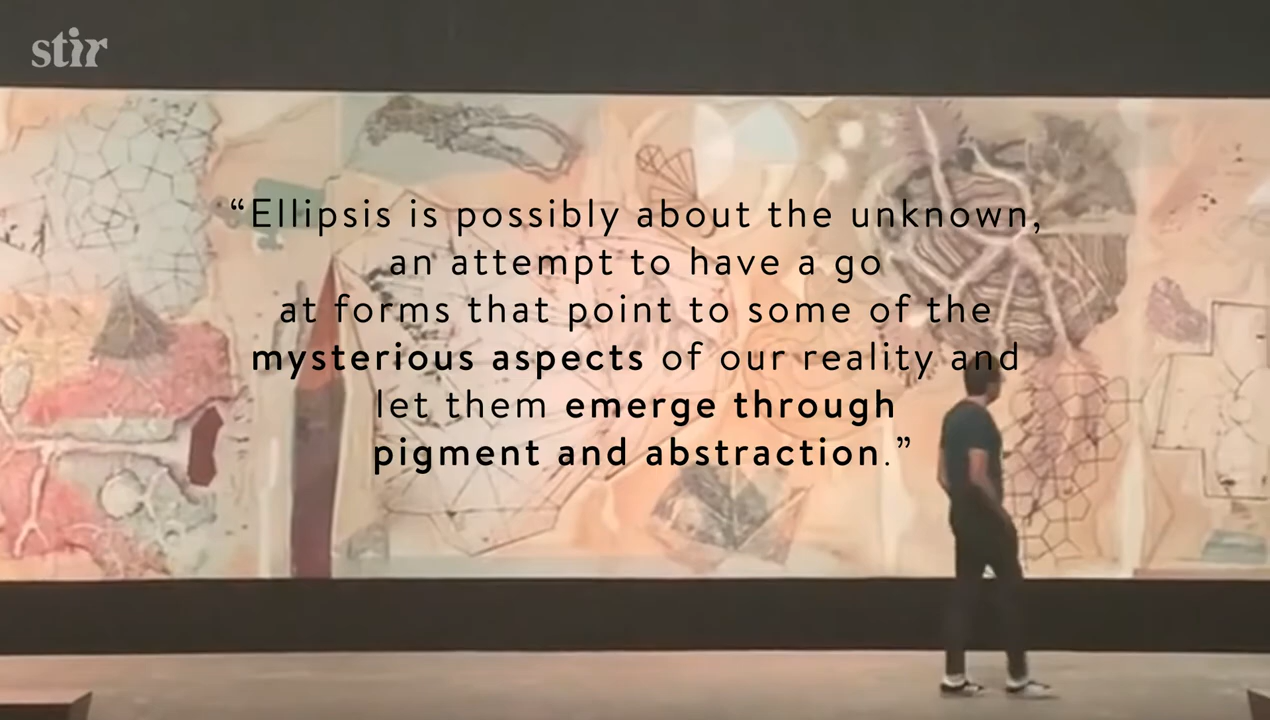 stir
“Ellipsis is possibly about the unknown,
an attempt to have a go
at forms that point to some of the
mysterious aspects of our reality and
let them emerge through
pigment and abstraction.”